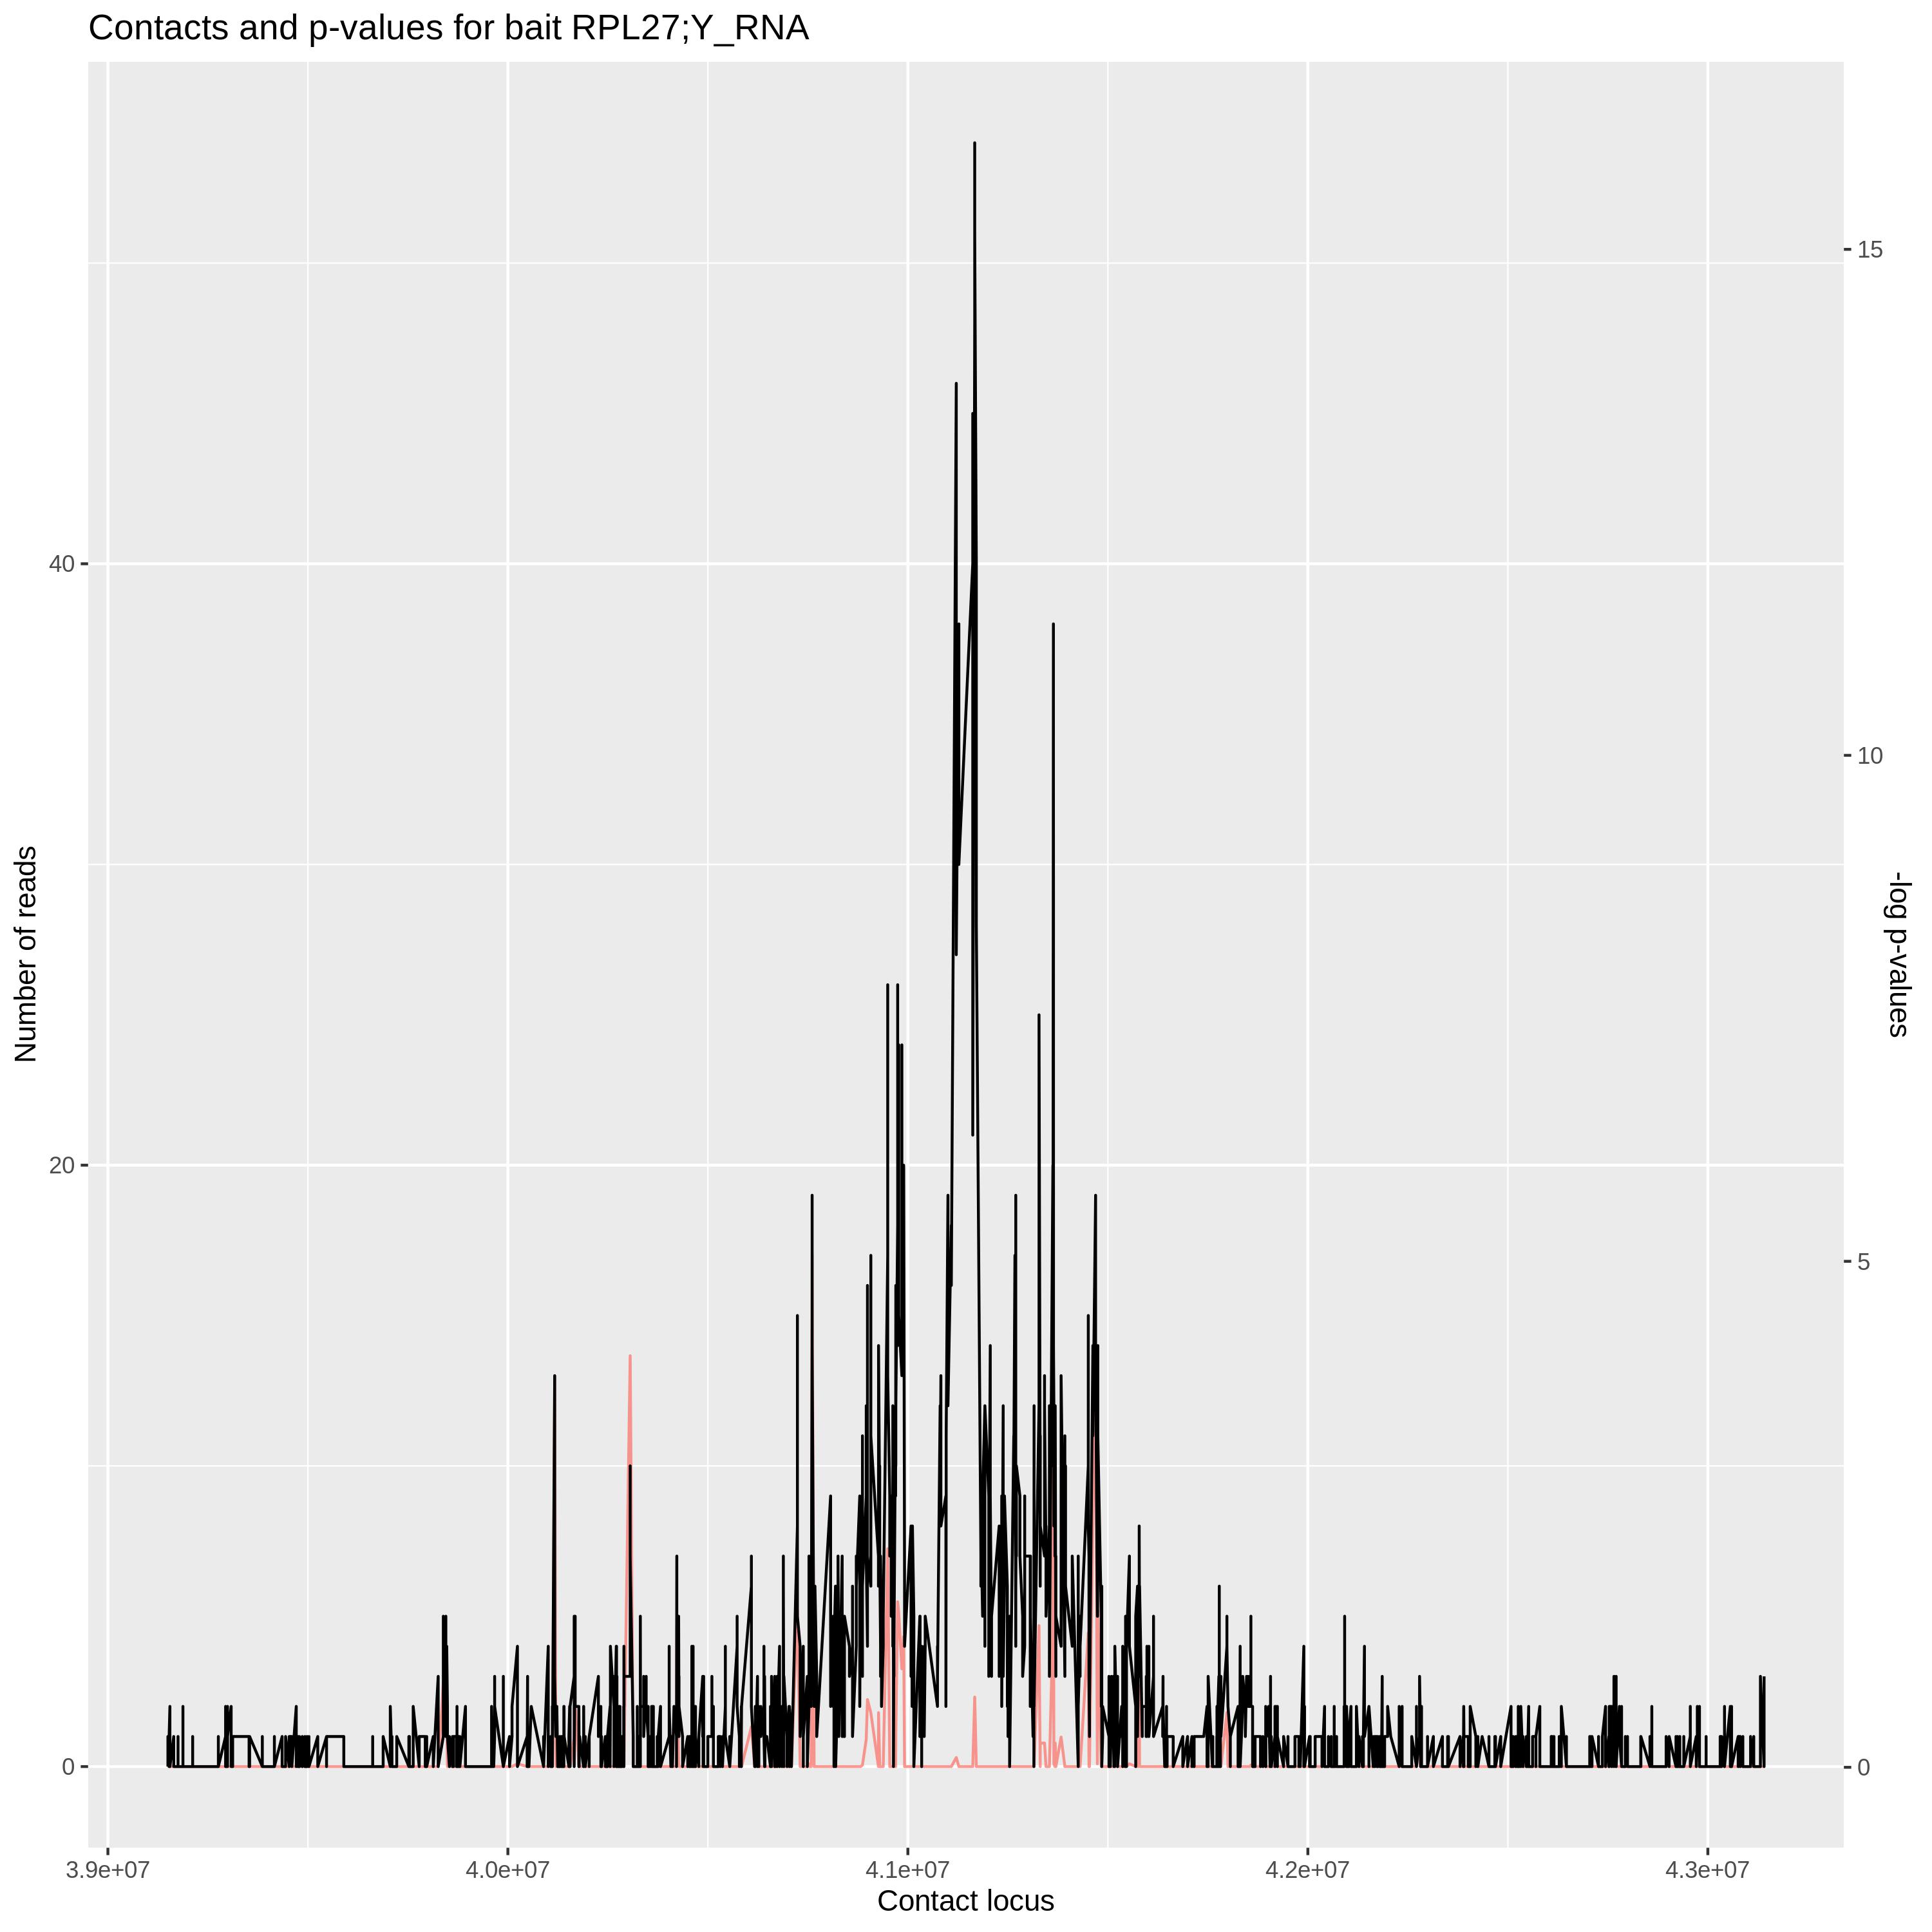 Contacts and p-values for bait RPL27;Y_RNA
Number of reads
40
20
0
15
10
5
0
-log p-values
3.9e+07
4.0e+07
4.1e+07
4.2e+07
4.3e+07
Contact locus